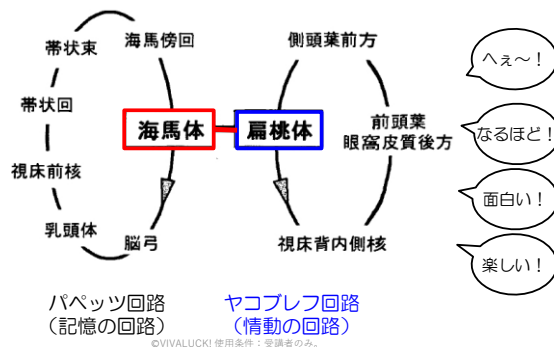 海馬傍回
帯状束
帯状回
視床前核
乳頭体
脳弓
海馬体
扁桃体
側頭葉前方
前頭葉
眼窩皮質後方
視床背内側核
へぇ～！
なるほど！
面白い！
楽しい！
パペッツ回路
（記憶の回路）
ヤコブレフ回路
（情動の回路）
©VIVALUCK! 使用条件：受講者のみ。